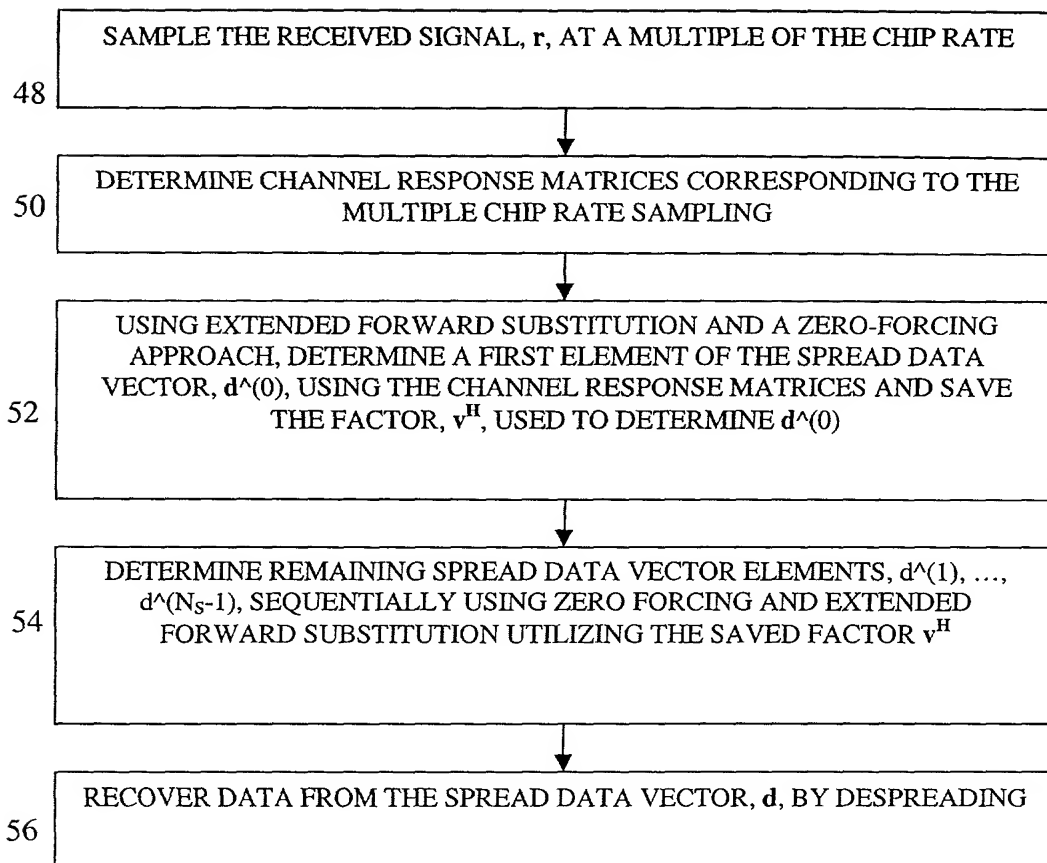 SAMPLE THE RECEIVED SIGNAL, r, AT A MULTIPLE OF THE CHIP RATE
48
DETERMINE CHANNEL RESPONSE MATRICES CORRESPONDING TO THE
50
MULTIPLE CHIP RATE SAMPLING
USING EXTENDED FORWARD SUBSTITUTION AND A ZERO-FORCING
APPROACH, DETERMINE A FIRST ELEMENT OF THE SPREAD DATA
VECTOR, d^(0), USING THE CHANNEL RESPONSE MATRICES AND SAVE
52
THE FACTOR, v^H, USED TO DETERMINE d^(0)
DETERMINE REMAINING SPREAD DATA VECTOR ELEMENTS, d^(1), ...,
d^(N_S-1), SEQUENTIALLY USING ZERO FORCING AND EXTENDED
54
FORWARD SUBSTITUTION UTILIZING THE SAVED FACTOR v^H
RECOVER DATA FROM THE SPREAD DATA VECTOR, d, BY DESPREADING
56